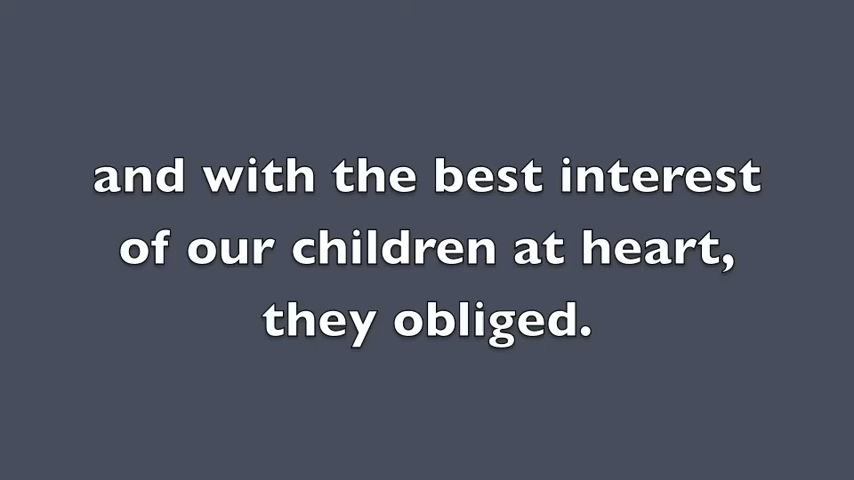 and with the best interest
of our children at heart,
they obliged.